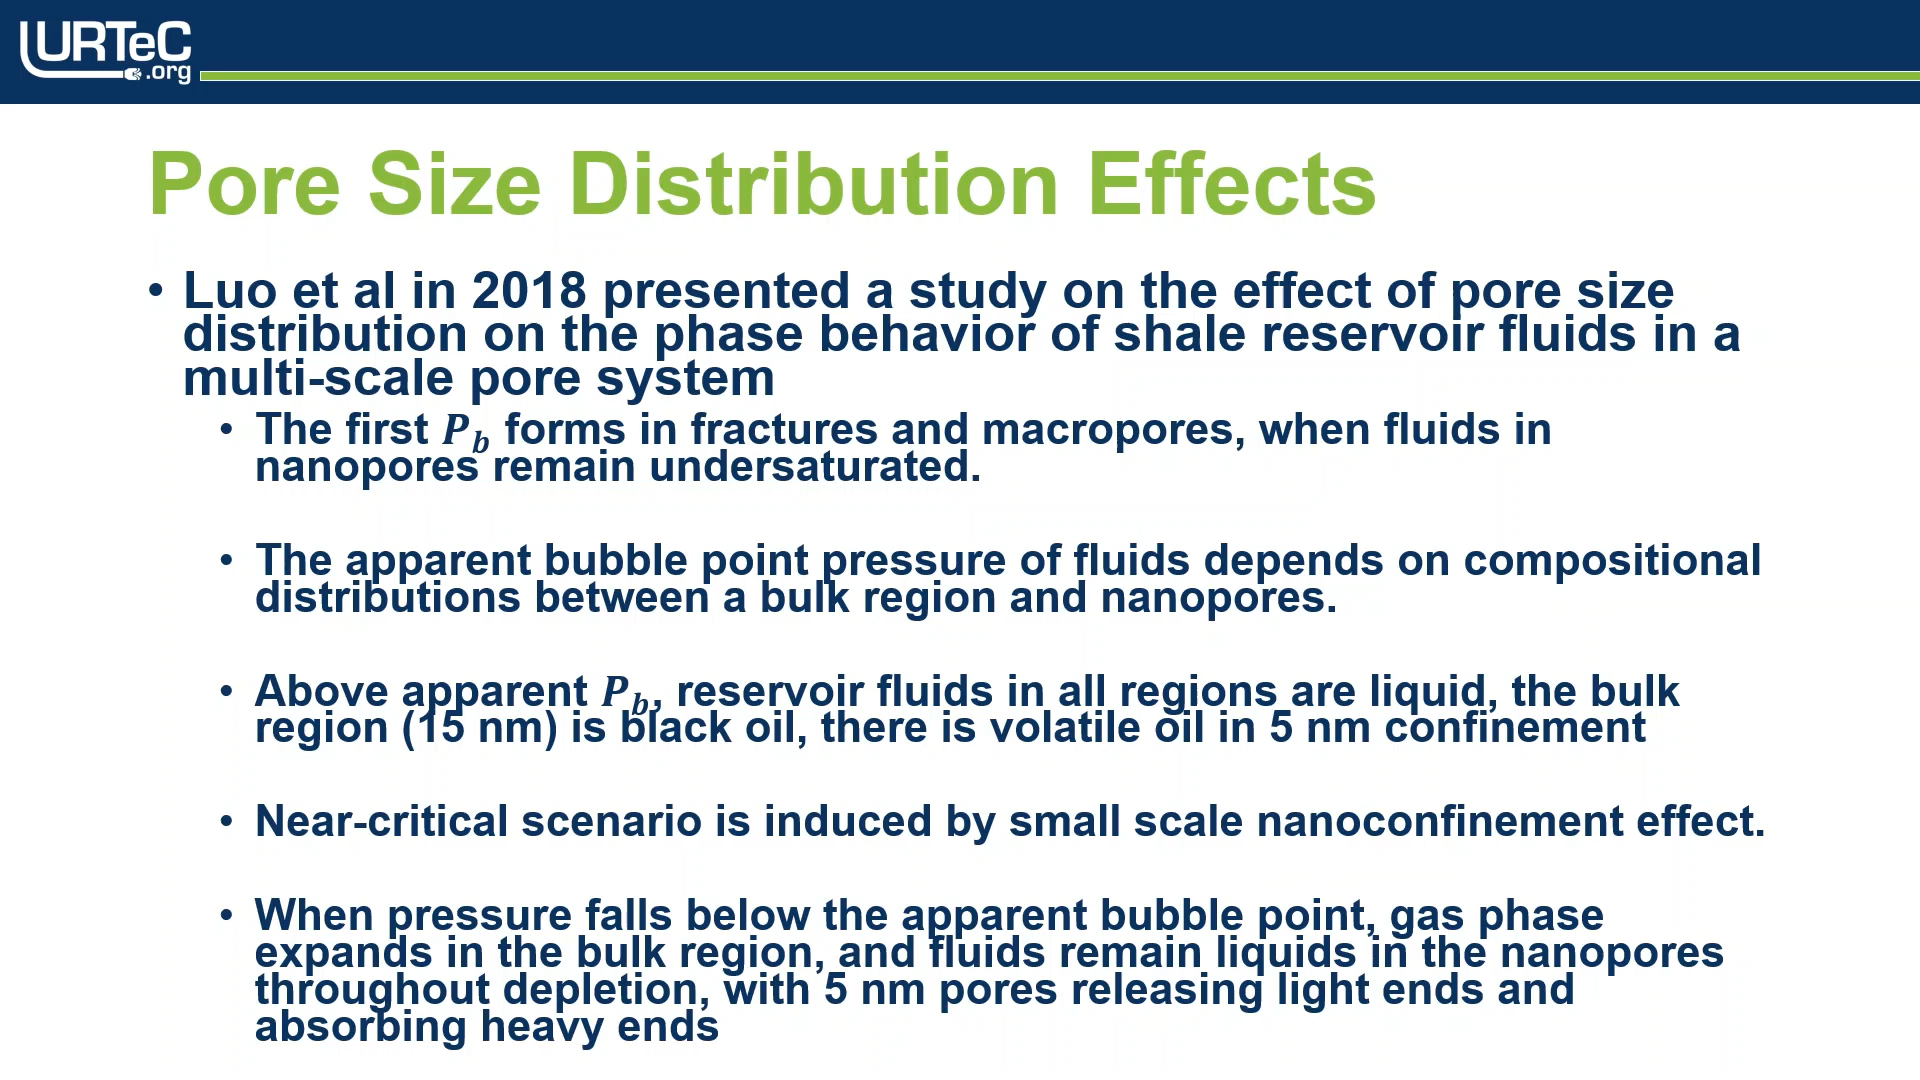 URTeC
.org
Pore Size Distribution Effects
• Luo et al in 2018 presented a study on the effect of pore size
distribution on the phase behavior of shale reservoir fluids in a
multi-scale pore system
• The first P_b forms in fractures and macropores, when fluids in
nanopores remain undersaturated.
• The apparent bubble point pressure of fluids depends on compositional
distributions between a bulk region and nanopores.
• Above apparent P_b, reservoir fluids in all regions are liquid, the bulk
region (15 nm) is black oil, there is volatile oil in 5 nm confinement
• Near-critical scenario is induced by small scale nanoconfinement effect.
• When pressure falls below the apparent bubble point, gas phase
expands in the bulk region, and fluids remain liquids in the nanopores
throughout depletion, with 5 nm pores releasing light ends and
absorbing heavy ends